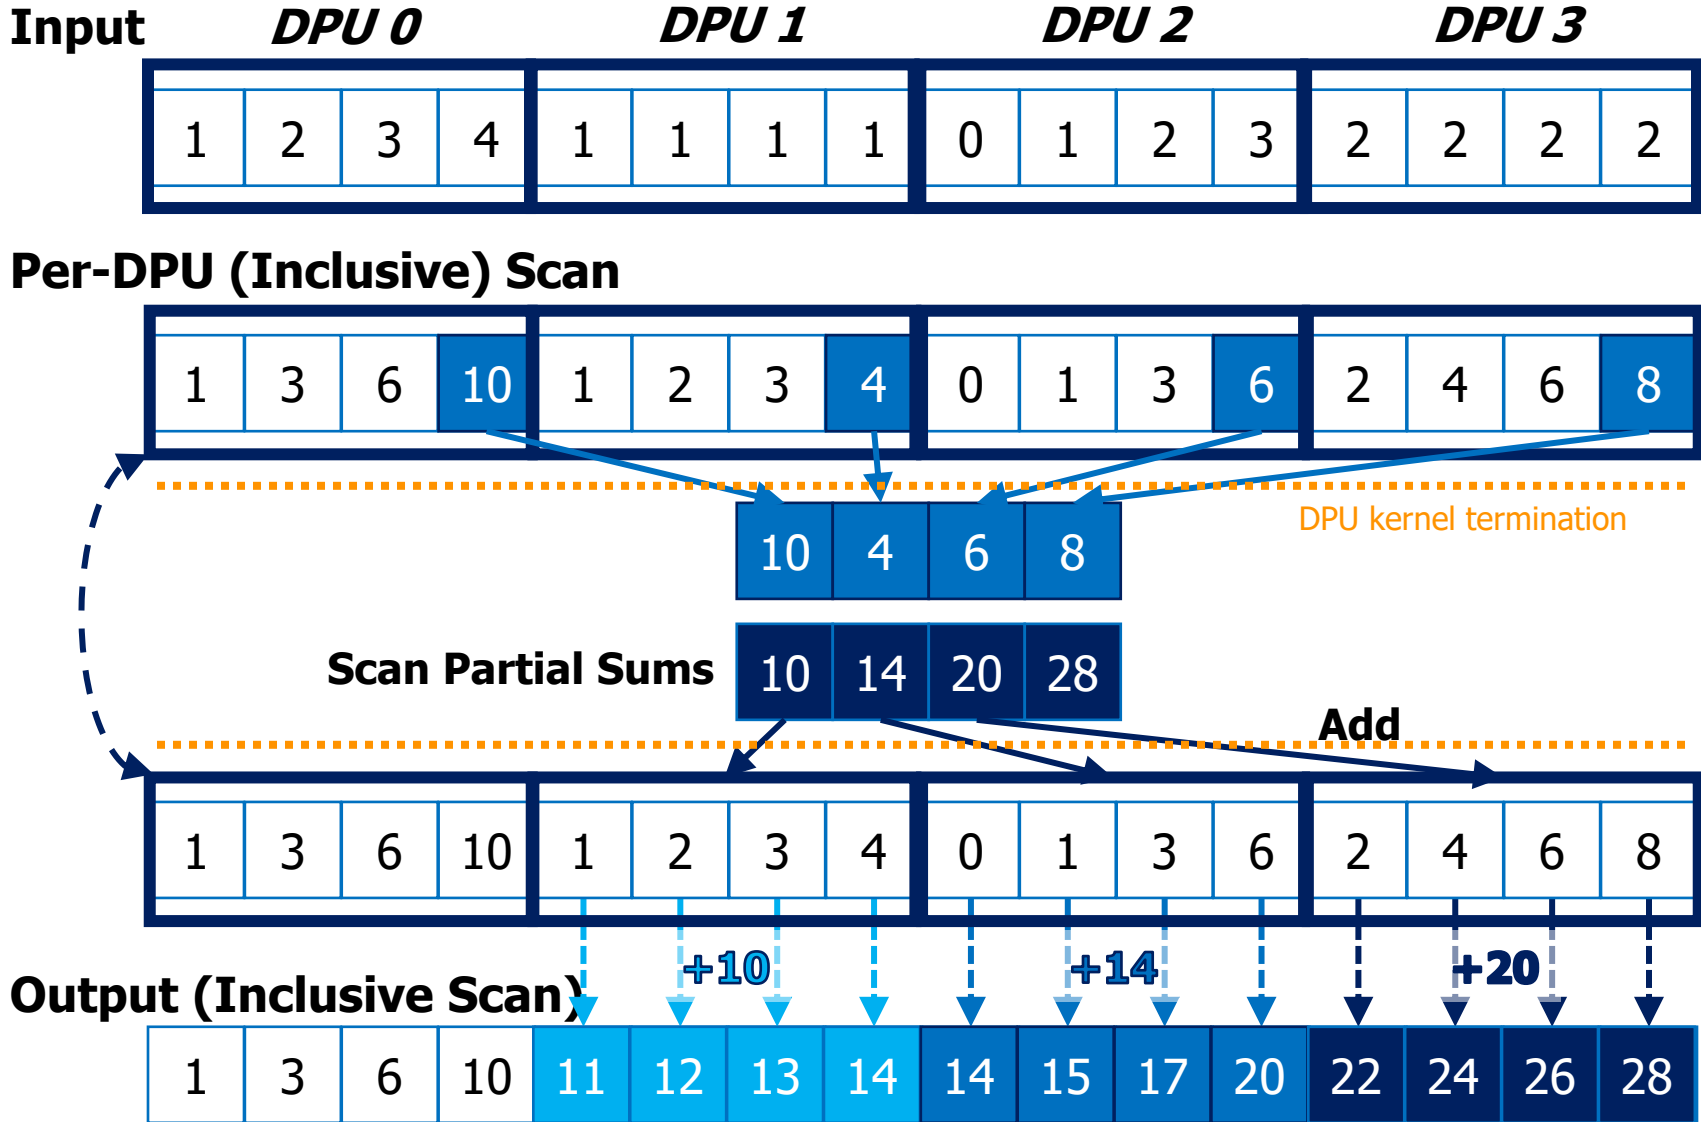 Input DPU 0 DPU 1 DPU 2 DPU 3
1 2 3 4 1 1 1 1 0 1 2 3 2 2 2 2
Per-DPU (Inclusive) Scan
1 3 6 10 1 2 3 4 0 1 3 6 2 4 6 8
DPU kernel termination
10 4 6 8
Scan Partial Sums 10 14 20 28
Add
1 3 6 10 1 2 3 4 0 1 3 6 2 4 6 8
+10 +14 +20
Output (Inclusive Scan)
1 3 6 10 11 12 13 14 14 15 17 20 22 24 26 28